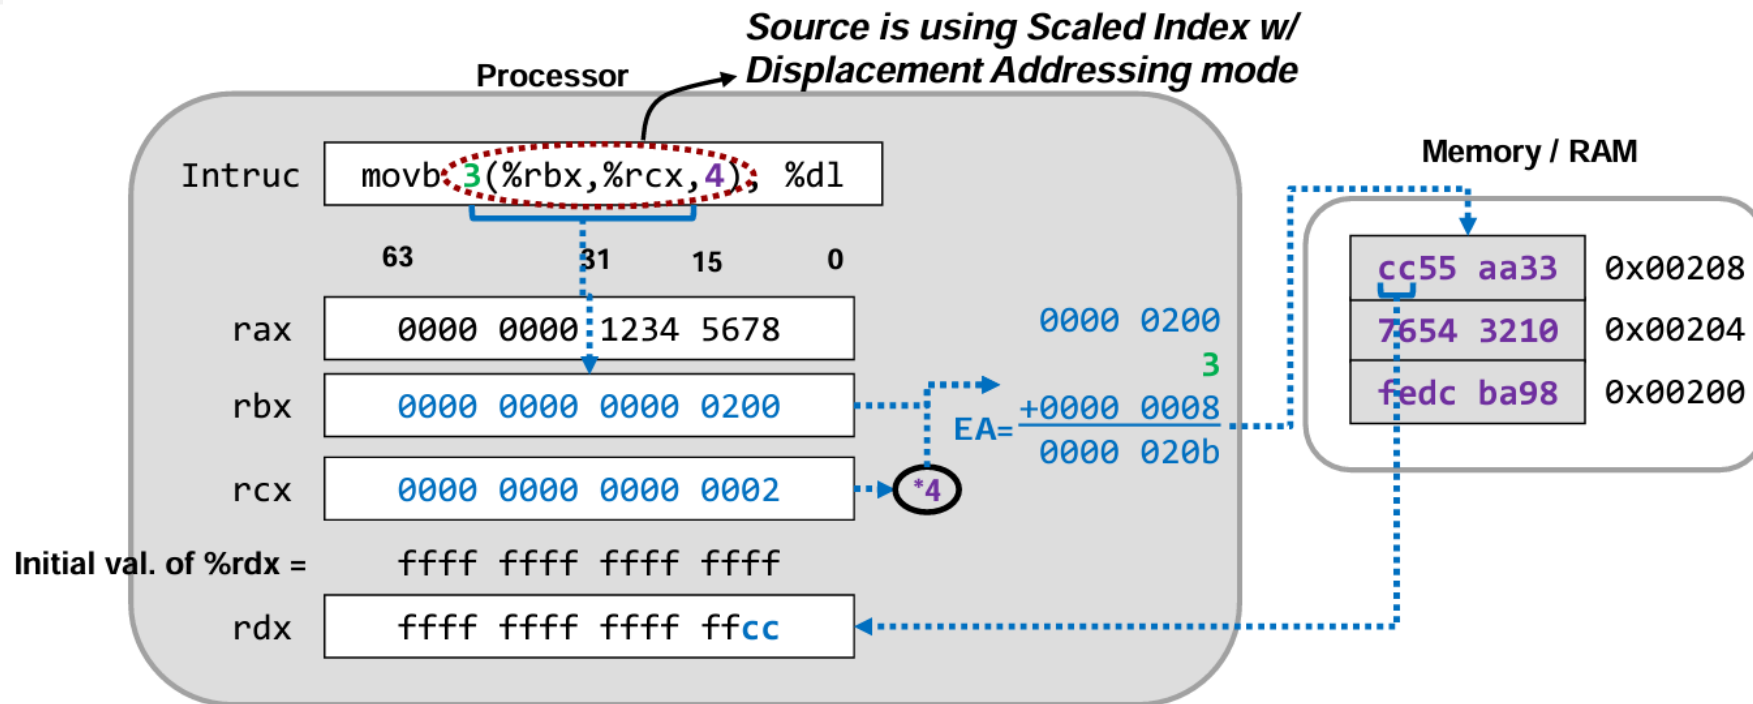 Source is using Scaled Index w/
Displacement Addressing mode
Processor
Intruc movb 3(%rbx,%rcx,4), %dl
63 31 15 0
rax 0000 0000 1234 5678
rbx 0000 0000 0000 0200
rcx 0000 0000 0000 0002
*4
0000 0200
3
EA= +0000 0008
0000 020b
Initial val. of %rdx = ffff ffff ffff ffff
rdx ffff ffff ffff ffcc
Memory / RAM
cc55 aa33 0x00208
7654 3210 0x00204
fedc ba98 0x00200